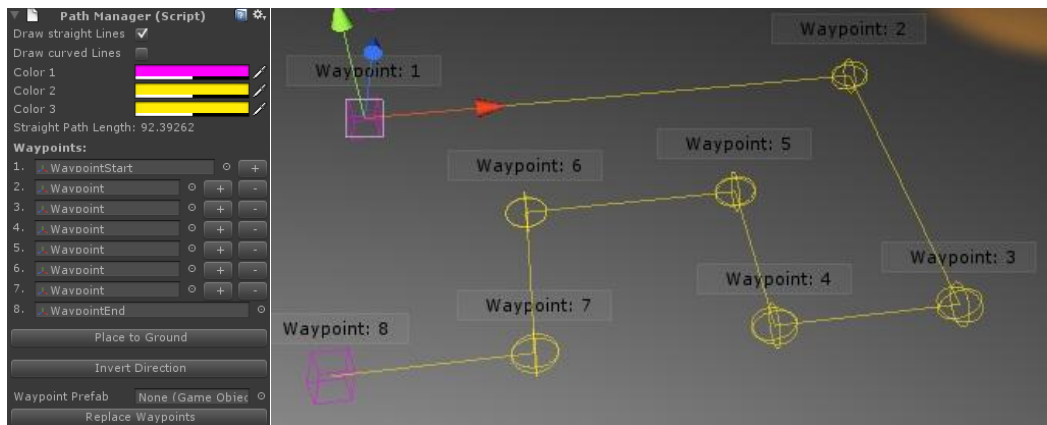 Path Manager (Script)
Draw straight Lines
Draw curved Lines
Color 1
Color 2
Color 3
Straight Path Length: 92.39262
Waypoints:
1. WaypointStart +
2. Waypoint + -
3. Waypoint + -
4. Waypoint + -
5. Waypoint + -
6. Waypoint + -
7. Waypoint + -
8. WaypointEnd
Place to Ground
Invert Direction
Waypoint Prefab None (Game Objec
Replace Waypoints
Waypoint: 2
Waypoint: 1
Waypoint: 5
Waypoint: 6
Waypoint: 3
Waypoint: 4
Waypoint: 7
Waypoint: 8